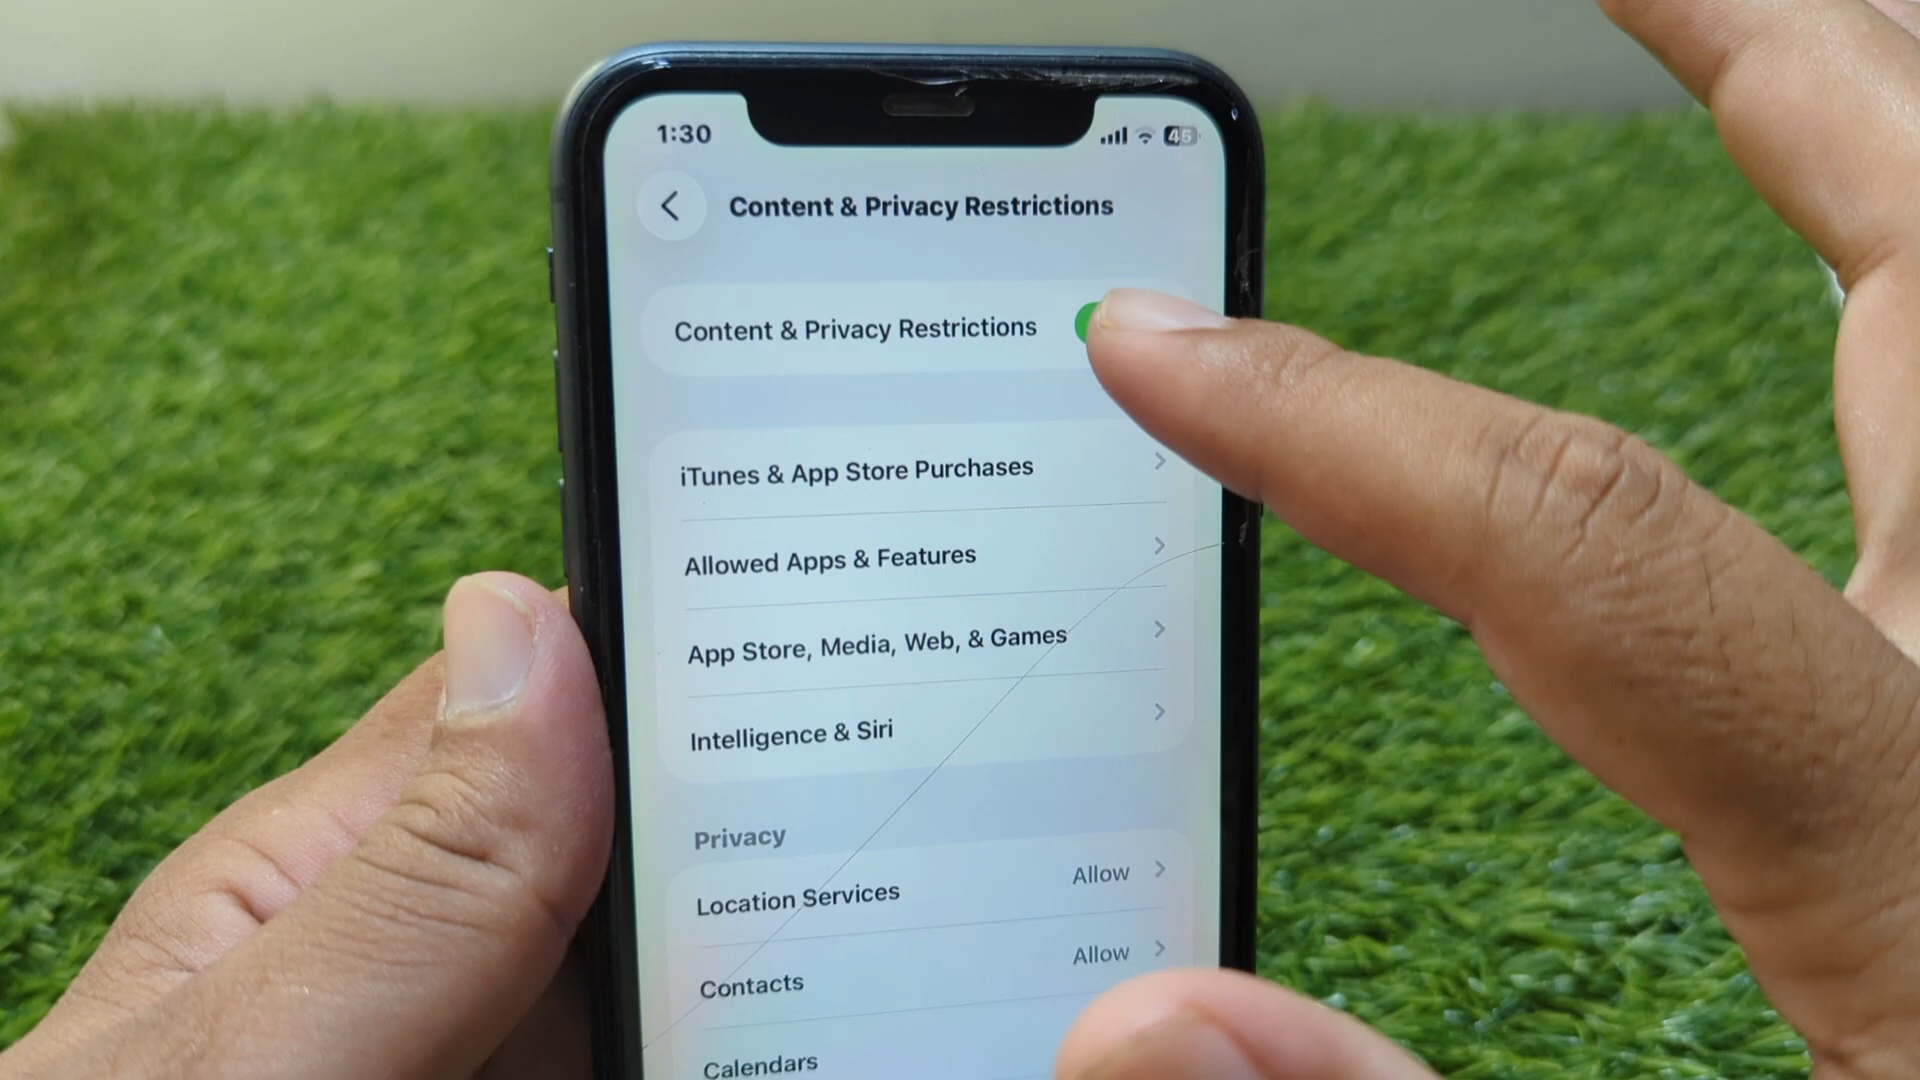 1:30
45
Content & Privacy Restrictions
Content & Privacy Restrictions
iTunes & App Store Purchases
Allowed Apps & Features
App Store, Media, Web, & Games
Intelligence & Siri
Privacy
Location Services Allow
Contacts Allow
Calendars